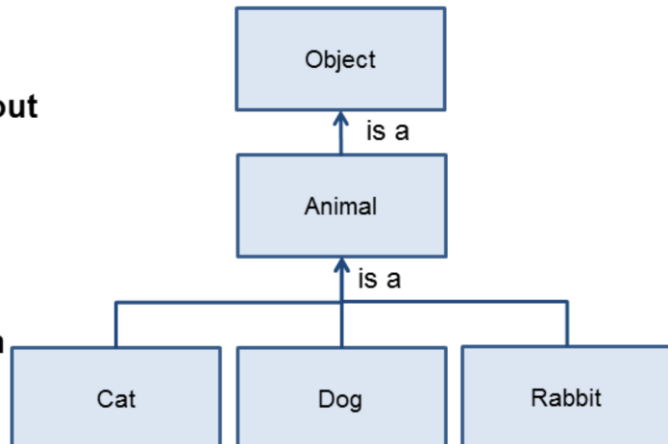 Object
out
is a
Animal
is a
Cat
Dog
Rabbit